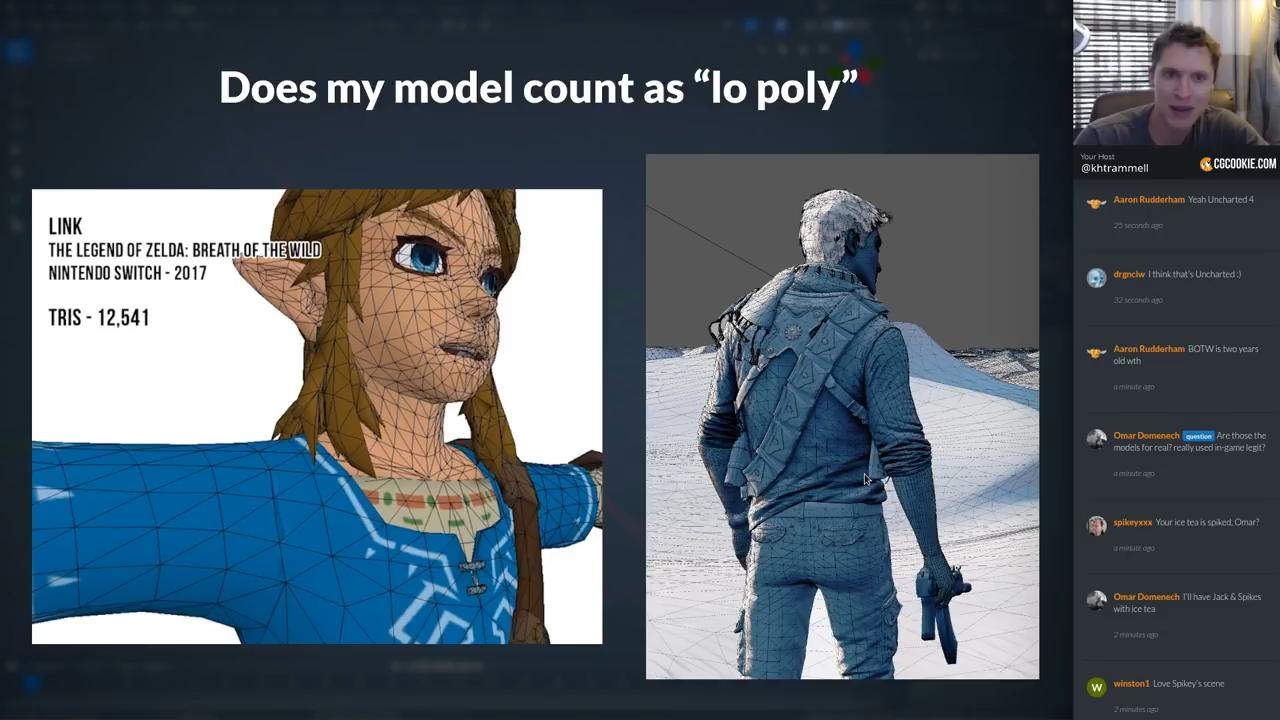 Does my model count as “lo poly”
LINK
THE LEGEND OF ZELDA: BREATH OF THE WILD
NINTENDO SWITCH - 2017
TRIS - 12,541
Your Host
@khtrammell
CGCOOKIE.COM
Aaron Rudderham Yeah Uncharted 4
25 seconds ago
drgnclw I think that's Uncharted :)
32 seconds ago
Aaron Rudderham BOTW is two years
old wth
a minute ago
Omar Domenech question Are those the
models for real? really used in-game legit?
a minute ago
spikeyxxx Your ice tea is spiked, Omar?
a minute ago
Omar Domenech I'll have Jack & Spikes
with ice tea
2 minutes ago
W
winston1 Love Spikey's scene
2 minutes ago